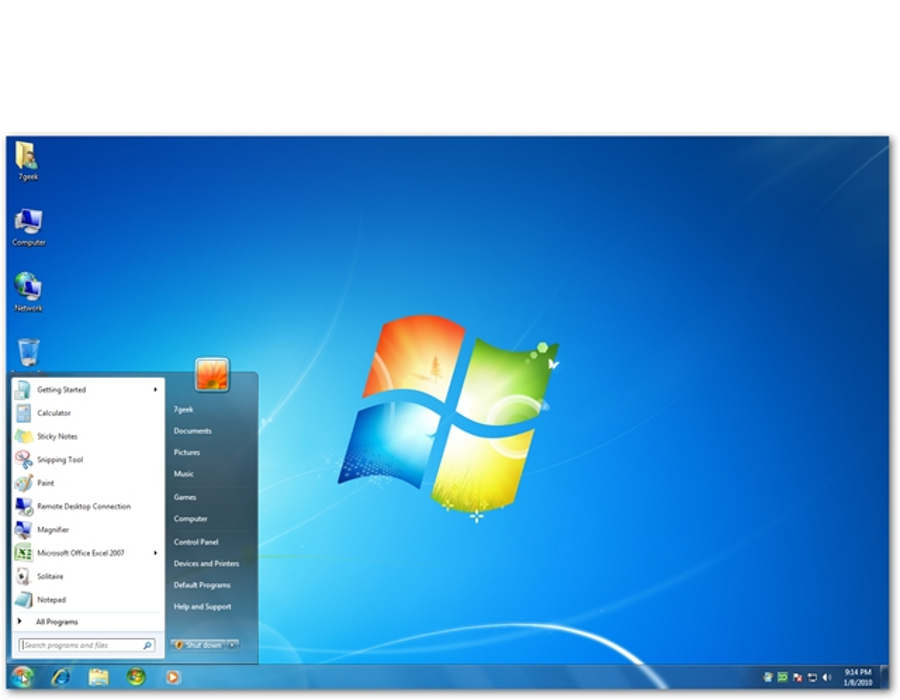 7geek
Computer
Network
Getting Started
Calculator
Sticky Notes
Snipping Tool
Paint
Remote Desktop Connection
Magnifier
Microsoft Office Excel 2007
Solitaire
Notepad
All Programs
Search programs and files
7geek
Documents
Pictures
Music
Games
Computer
Control Panel
Devices and Printers
Default Programs
Help and Support
Shut down
9:14 PM
1/8/2010